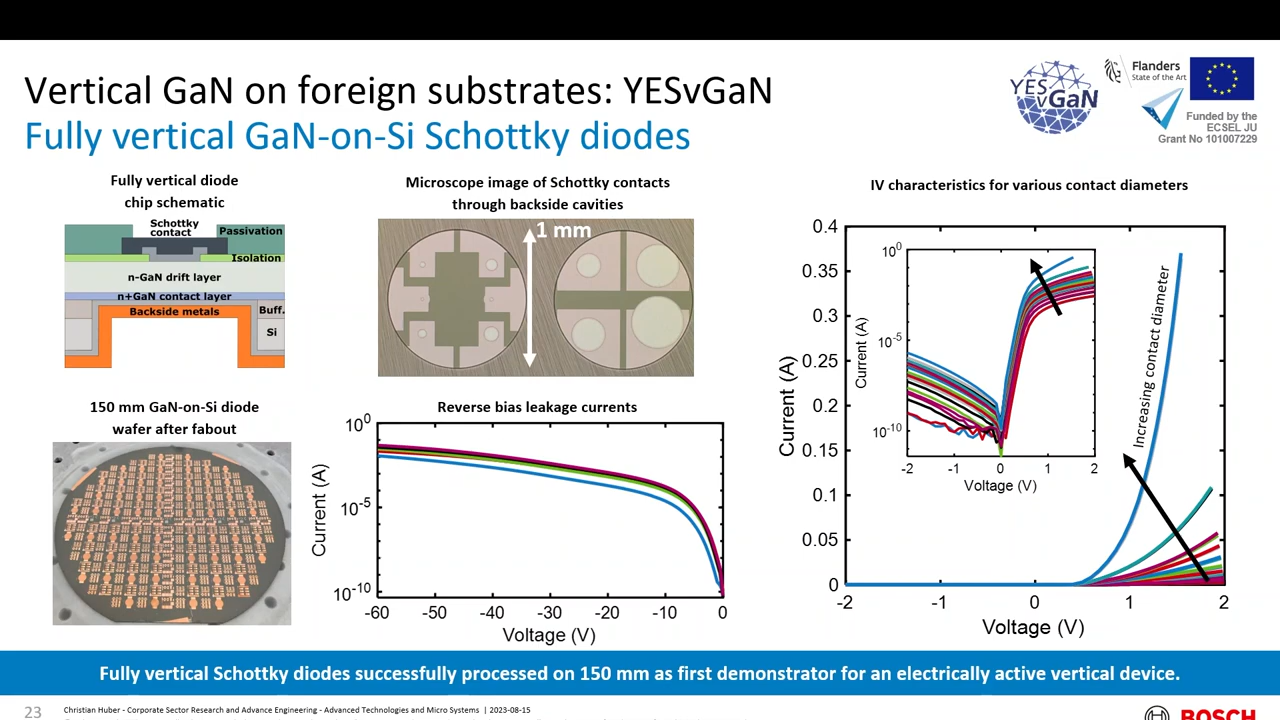 Vertical GaN on foreign substrates: YESvGaN
Fully vertical GaN-on-Si Schottky diodes
YES
vGaN
Flanders
State of the Art
Funded by the
ECSEL JU
Grant No 101007229
Fully vertical diode
chip schematic
Schottky
contact
Passivation
Isolation
n-GaN drift layer
n+GaN contact layer
Backside metals
Buff.
Si
Microscope image of Schottky contacts
through backside cavities
1 mm
IV characteristics for various contact diameters
0.4
0.35
0.3
0.25
0.2
0.15
0.1
0.05
0
Current (A)
-2 -1 0 1 2
Voltage (V)
Increasing contact diameter
10^0
10^-5
10^-10
Current (A)
-2 -1 0 1 2
Voltage (V)
150 mm GaN-on-Si diode
wafer after fabout
Reverse bias leakage currents
10^0
10^-5
10^-10
Current (A)
-60 -50 -40 -30 -20 -10 0
Voltage (V)
Fully vertical Schottky diodes successfully processed on 150 mm as first demonstrator for an electrically active vertical device.
23
Christian Huber - Corporate Sector Research and Advance Engineering - Advanced Technologies and Micro Systems | 2023-08-15
BOSCH